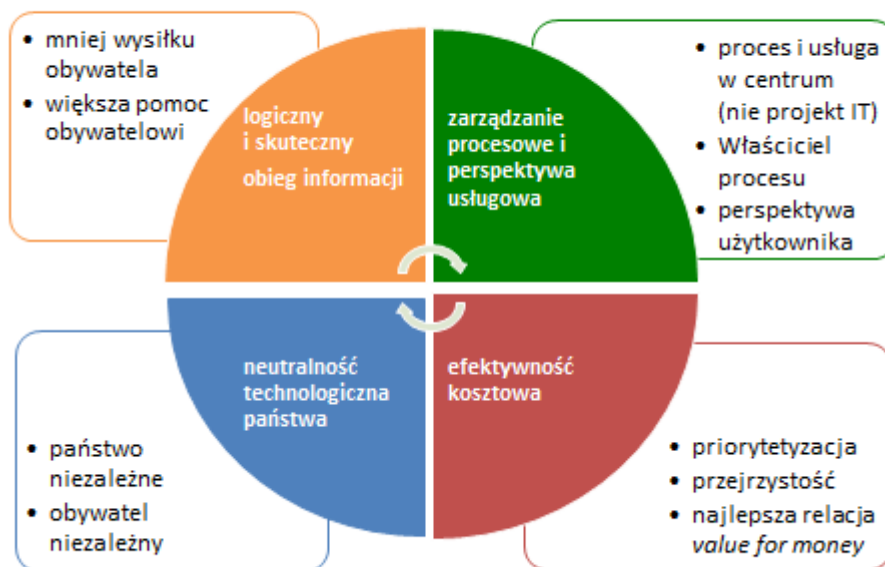 • mniej wysiłku
obywatela
• większa pomoc
obywatelowi
logiczny
i skuteczny
obieg informacji
zarządzanie
procesowe i
perspektywa
usługowa
• proces i usługa
w centrum
(nie projekt IT)
• Właściciel
procesu
• perspektywa
użytkownika
neutralność
technologiczna
państwa
• państwo
niezależne
• obywatel
niezależny
efektywność
kosztowa
• priorytetyzacja
• przejrzystość
• najlepsza relacja
value for money